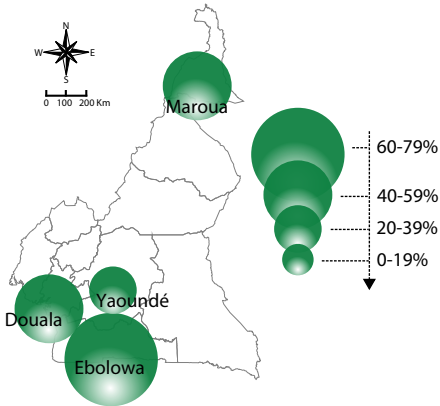 N
W E
S
0 100 200 Km
Maroua
60-79%
40-59%
20-39%
0-19%
Yaoundé
Douala
Ebolowa